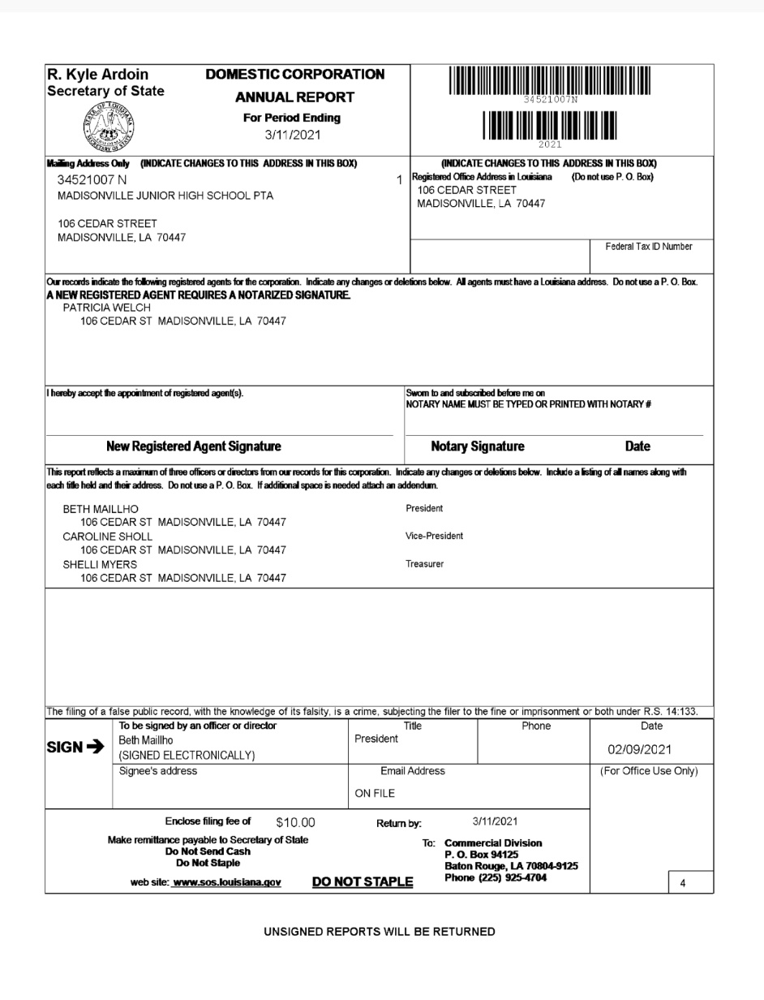 R. Kyle Ardoin
Secretary of State
DOMESTIC CORPORATION
ANNUAL REPORT
For Period Ending
3/11/2021
34521007N
2021
Mailing Address Only (INDICATE CHANGES TO THIS ADDRESS IN THIS BOX)
34521007 N 1
MADISONVILLE JUNIOR HIGH SCHOOL PTA
106 CEDAR STREET
MADISONVILLE, LA 70447
(INDICATE CHANGES TO THIS ADDRESS IN THIS BOX)
Registered Office Address in Louisiana (Do not use P. O. Box)
106 CEDAR STREET
MADISONVILLE, LA 70447
Federal Tax ID Number
Our records indicate the following registered agents for the corporation. Indicate any changes or deletions below. All agents must have a Louisiana address. Do not use a P. O. Box.
A NEW REGISTERED AGENT REQUIRES A NOTARIZED SIGNATURE.
PATRICIA WELCH
106 CEDAR ST MADISONVILLE, LA 70447
I hereby accept the appointment of registered agent(s).
New Registered Agent Signature
Sworn to and subscribed before me on
NOTARY NAME MUST BE TYPED OR PRINTED WITH NOTARY #
Notary Signature Date
This report reflects a maximum of three officers or directors from our records for this corporation. Indicate any changes or deletions below. Include a listing of all names along with
each title held and their address. Do not use a P. O. Box. If additional space is needed attach an addendum.
BETH MAILLHO President
106 CEDAR ST MADISONVILLE, LA 70447
CAROLINE SHOLL Vice-President
106 CEDAR ST MADISONVILLE, LA 70447
SHELLI MYERS Treasurer
106 CEDAR ST MADISONVILLE, LA 70447
The filing of a false public record, with the knowledge of its falsity, is a crime, subjecting the filer to the fine or imprisonment or both under R.S. 14:133.
SIGN
To be signed by an officer or director
Beth Maillho
(SIGNED ELECTRONICALLY)
Title
President
Phone
Date
02/09/2021
Signee's address
Email Address
ON FILE
(For Office Use Only)
Enclose filing fee of $10.00
Make remittance payable to Secretary of State
Do Not Send Cash
Do Not Staple
web site: www.sos.louisiana.gov
DO NOT STAPLE
Return by: 3/11/2021
To: Commercial Division
P. O. Box 94125
Baton Rouge, LA 70804-9125
Phone (225) 925-4704
4
UNSIGNED REPORTS WILL BE RETURNED